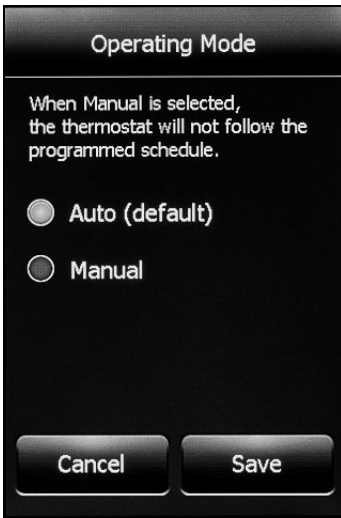 Operating Mode
When Manual is selected,
the thermostat will not follow the
programmed schedule.
Auto (default)
Manual
Cancel
Save